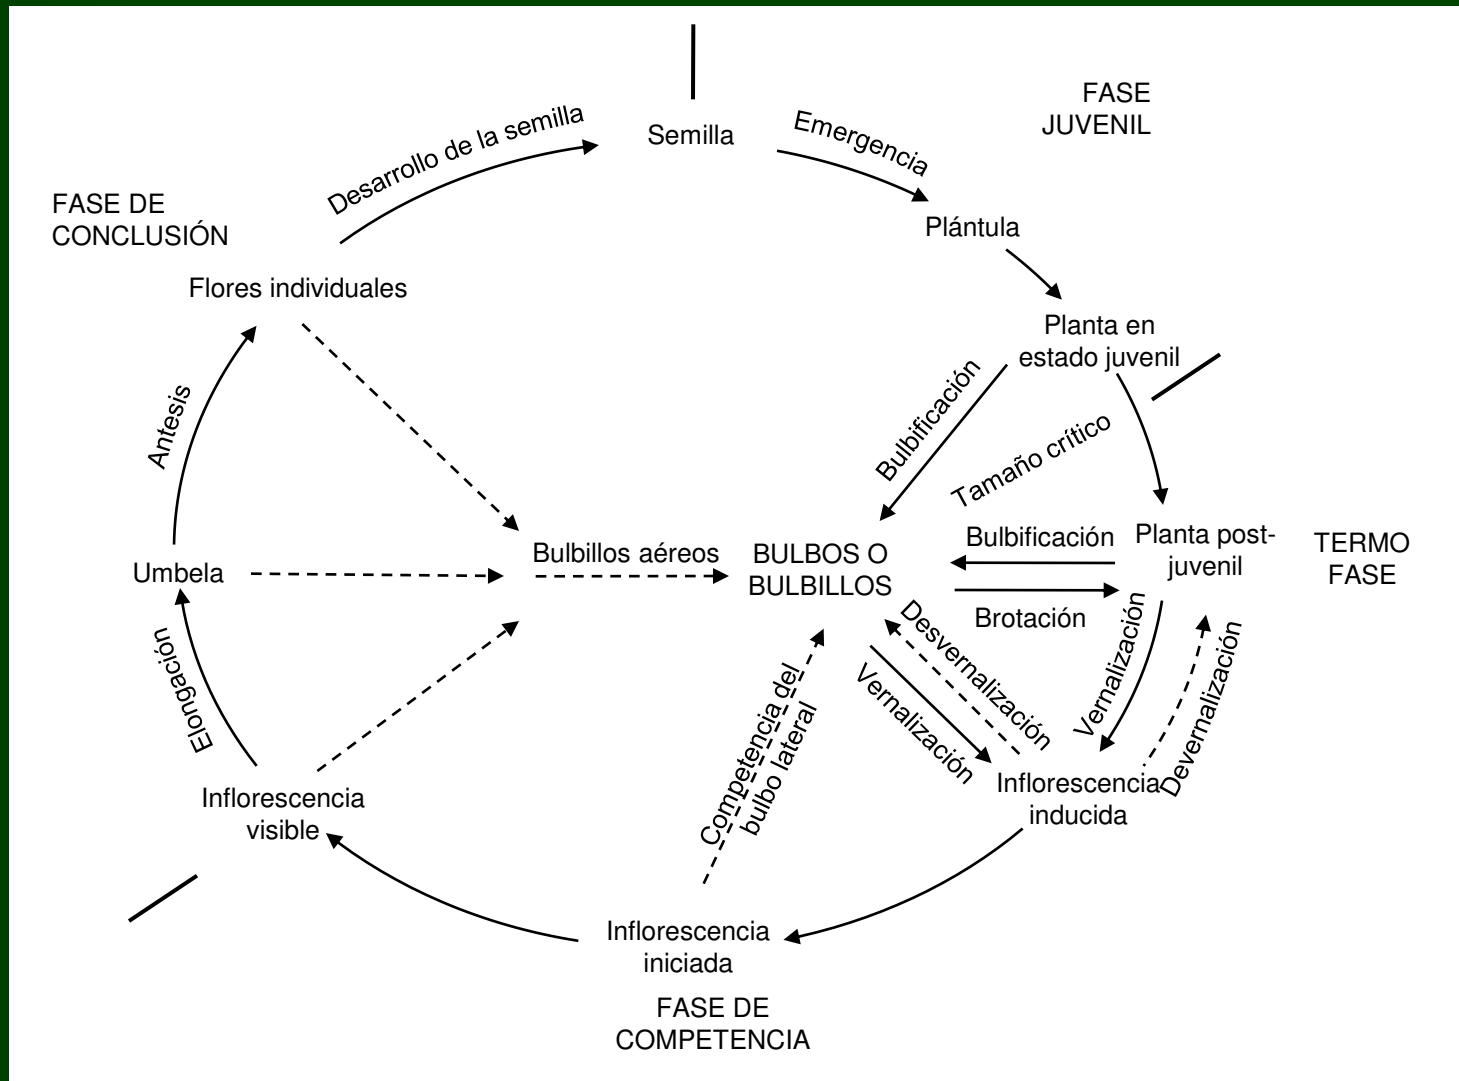 FASE
JUVENIL
Semilla
Emergencia
Desarrollo de la semilla
FASE DE
CONCLUSIÓN
Plántula
Flores individuales
Planta en
estado juvenil
Bulbificación
Tamaño crítico
Antesis
Planta post-
juvenil
TERMO
FASE
Bulbificación
Brotación
BULBOS O
BULBILLOS
Bulbillos aéreos
Umbela
Elongación
Desvernalización
Vernalización
Vernalización
Devernalización
Competencia del
bulbo lateral
Inflorescencia
inducida
Inflorescencia
visible
Inflorescencia
iniciada
FASE DE
COMPETENCIA